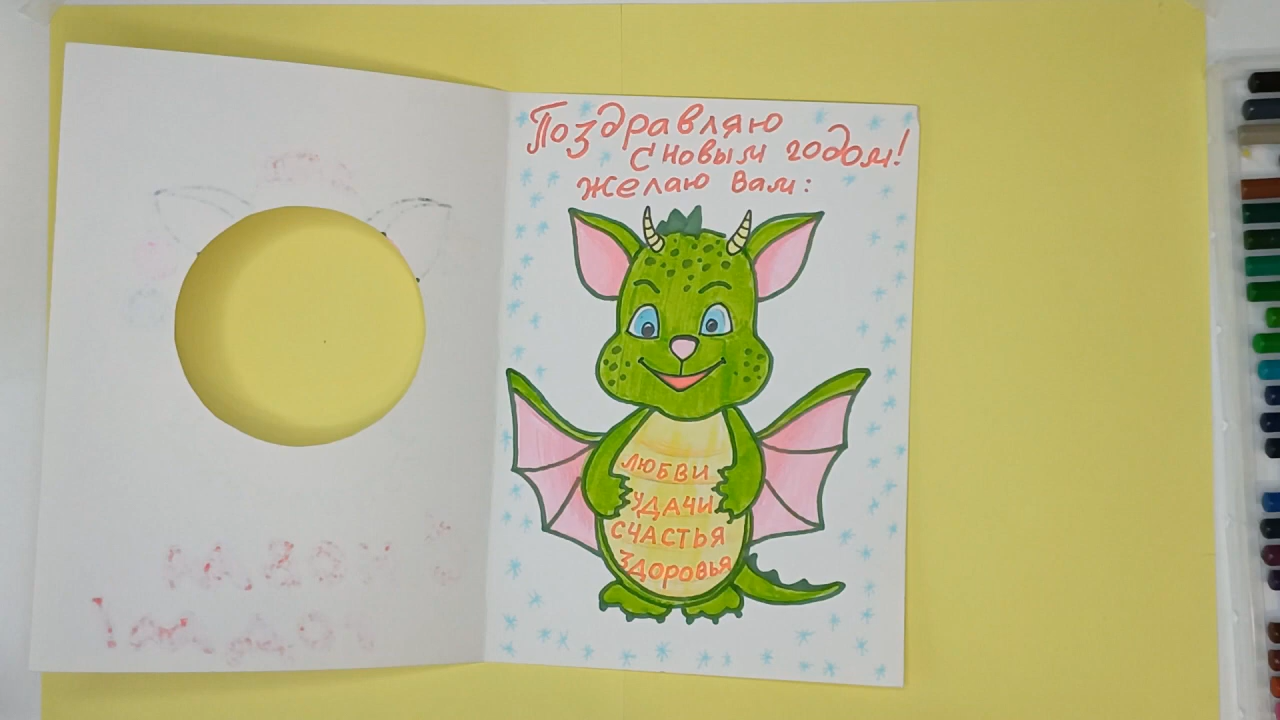 Поздравляю
с новым годом!
желаю вам:
ЛЮБВИ
УДАЧИ
СЧАСТЬЯ
ЗДОРОВЬЯ